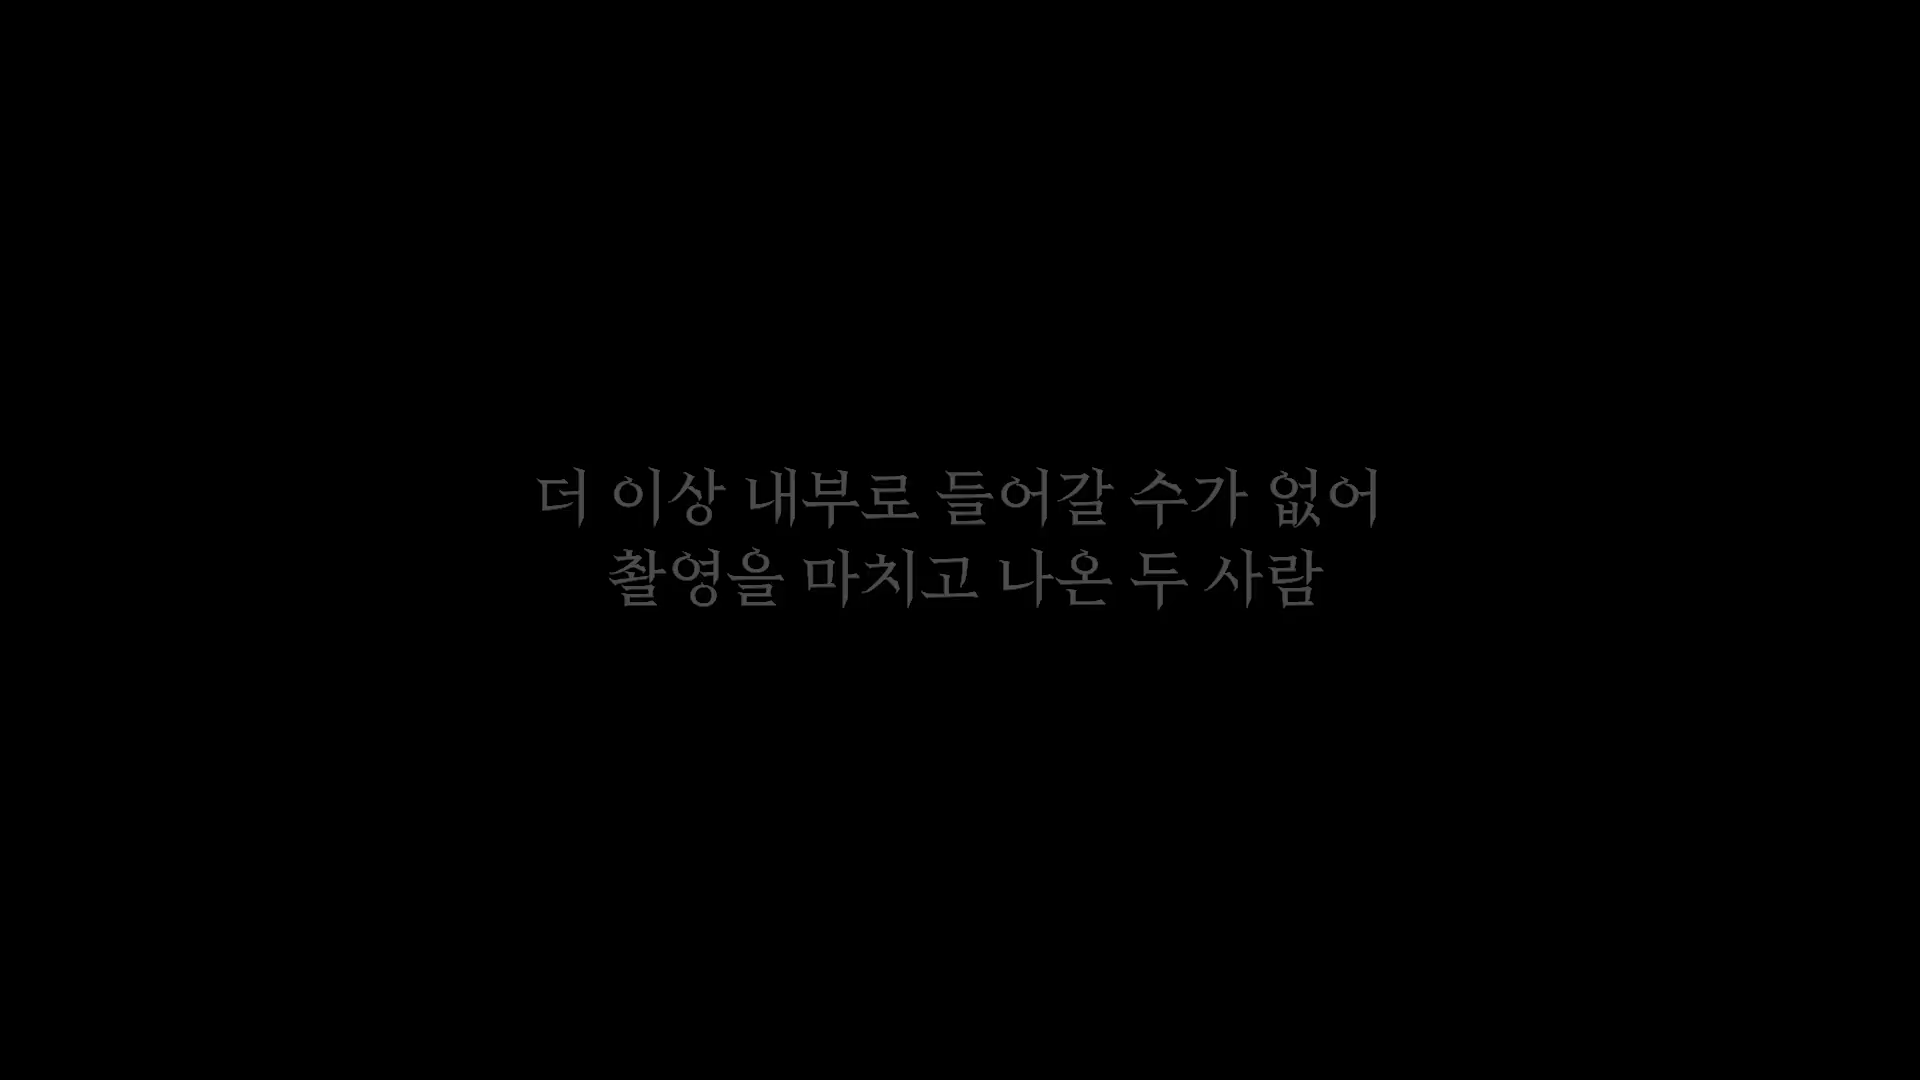 더 이상 내부로 들어갈 수가 없어
촬영을 마치고 나온 두 사람